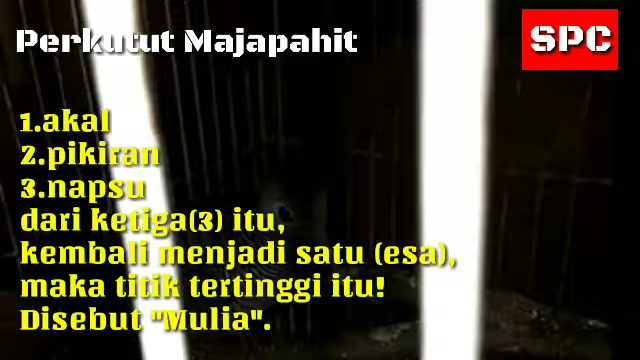 Perkutut Majapahit
SPC
1.akal
2.pikiran
3.napsu
dari ketiga(3) itu,
kembali menjadi satu (esa),
maka titik tertinggi itu!
Disebut "Mulia".